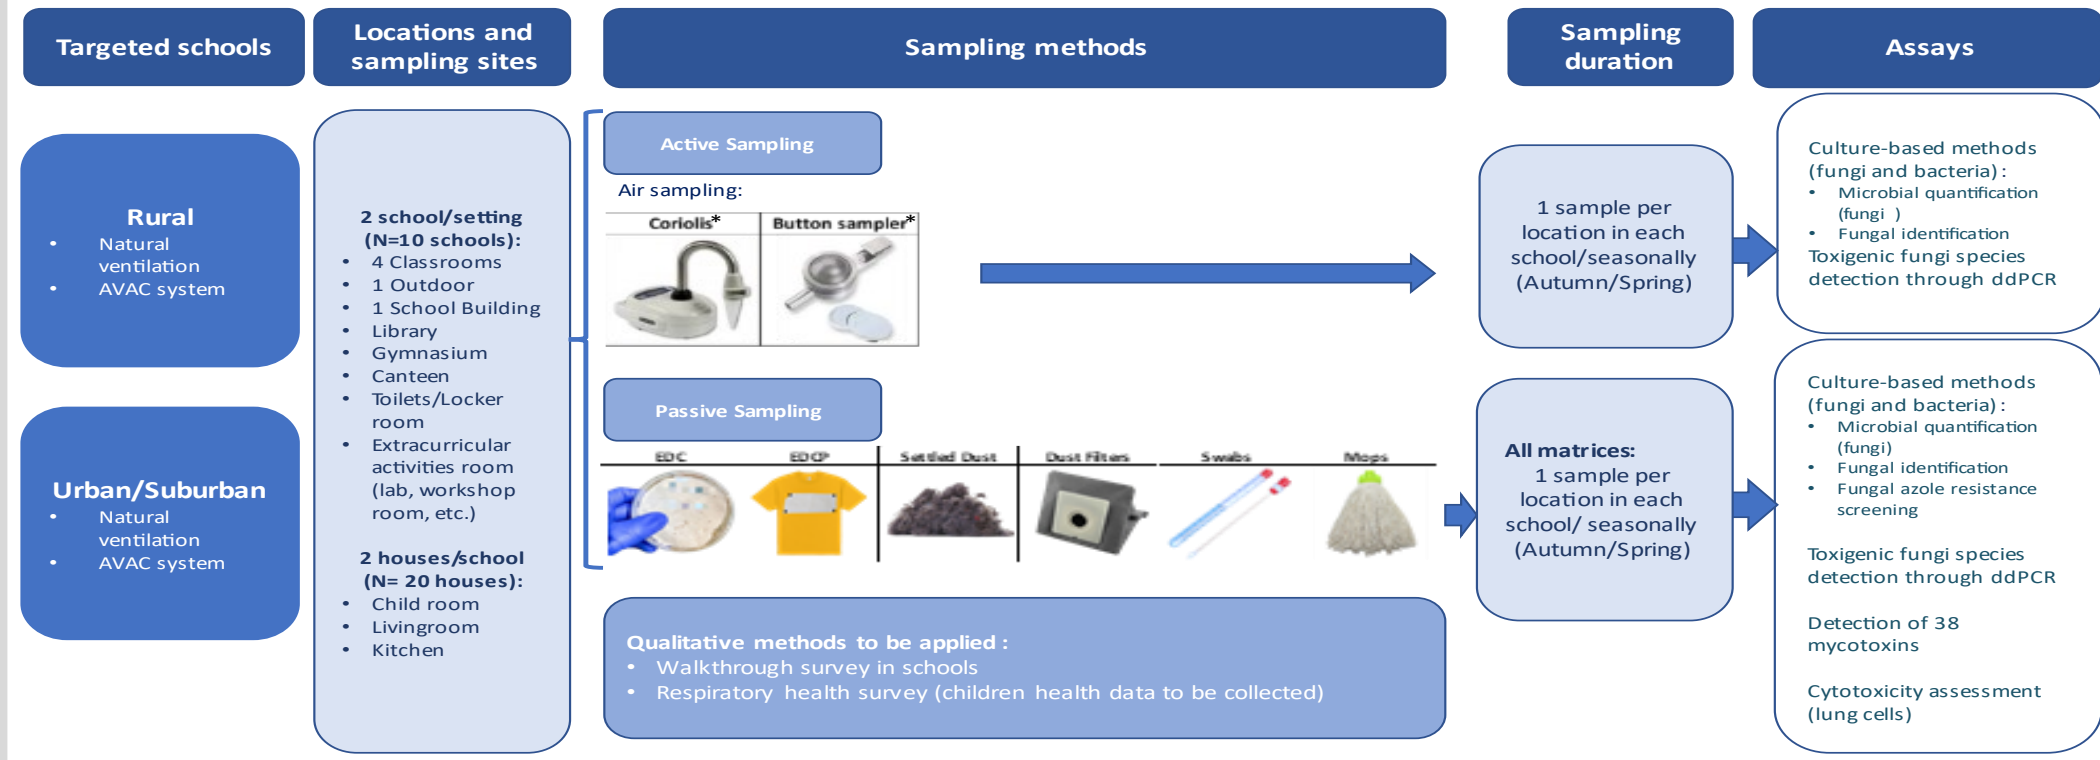 Targeted schools
Locations and
sampling sites
Sampling methods
Sampling
duration
Assays
Rural
• Natural
ventilation
• AVAC system
Urban/Suburban
• Natural
ventilation
• AVAC system
2 school/setting
(N=10 schools):
• 4 Classrooms
• 1 Outdoor
• 1 School Building
• Library
• Gymnasium
• Canteen
• Toilets/Locker
room
• Extracurricular
activities room
(lab, workshop
room, etc.)
2 houses/school
(N= 20 houses):
• Child room
• Livingroom
• Kitchen
Active Sampling
Air sampling:
Coriolis*
Button sampler*
Passive Sampling
EDC
EDCP
Settled Dust
Dust Filters
Swabs
Mops
Qualitative methods to be applied :
• Walkthrough survey in schools
• Respiratory health survey (children health data to be collected)
1 sample per
location in each
school/seasonally
(Autumn/Spring)
All matrices:
1 sample per
location in each
school/ seasonally
(Autumn/Spring)
Culture-based methods
(fungi and bacteria) :
• Microbial quantification
(fungi )
• Fungal identification
Toxigenic fungi species
detection through ddPCR
Culture-based methods
(fungi and bacteria) :
• Microbial quantification
(fungi)
• Fungal identification
• Fungal azole resistance
screening
Toxigenic fungi species
detection through ddPCR
Detection of 38
mycotoxins
Cytotoxicity assessment
(lung cells)